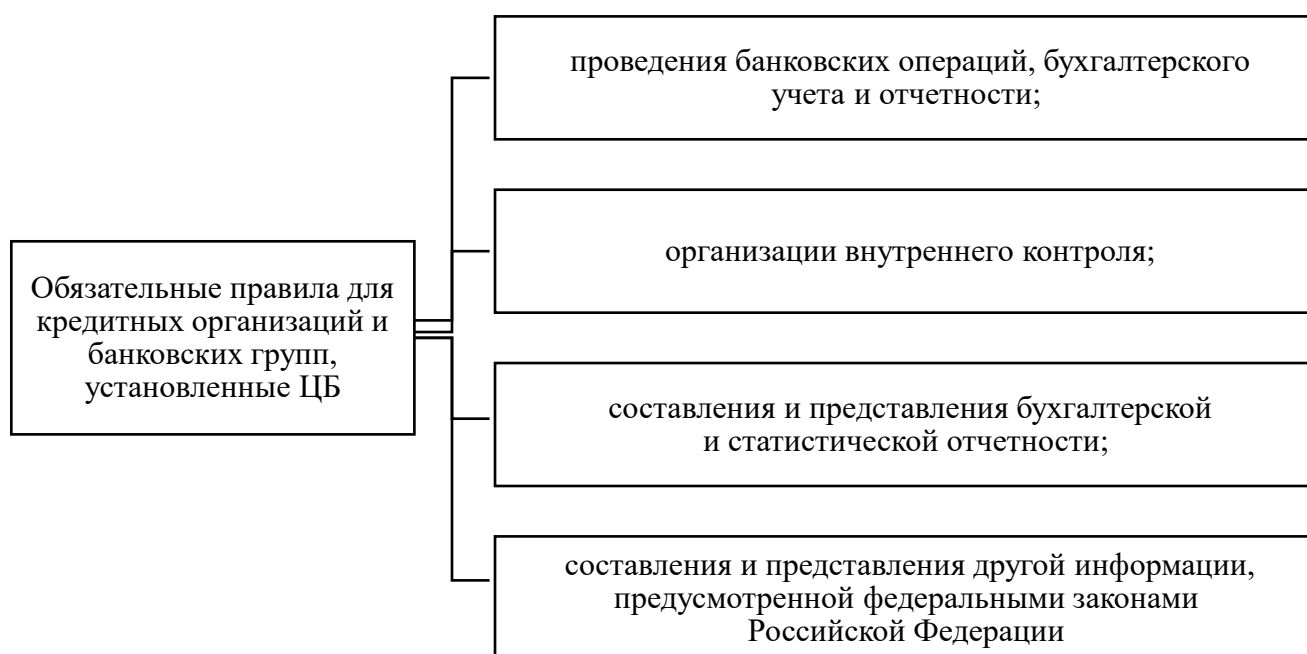 проведения банковских операций, бухгалтерского
учета и отчетности;
организации внутреннего контроля;
Обязательные правила для
кредитных организаций и
банковских групп,
установленные ЦБ
составления и представления бухгалтерской
и статистической отчетности;
составления и представления другой информации,
предусмотренной федеральными законами
Российской Федерации